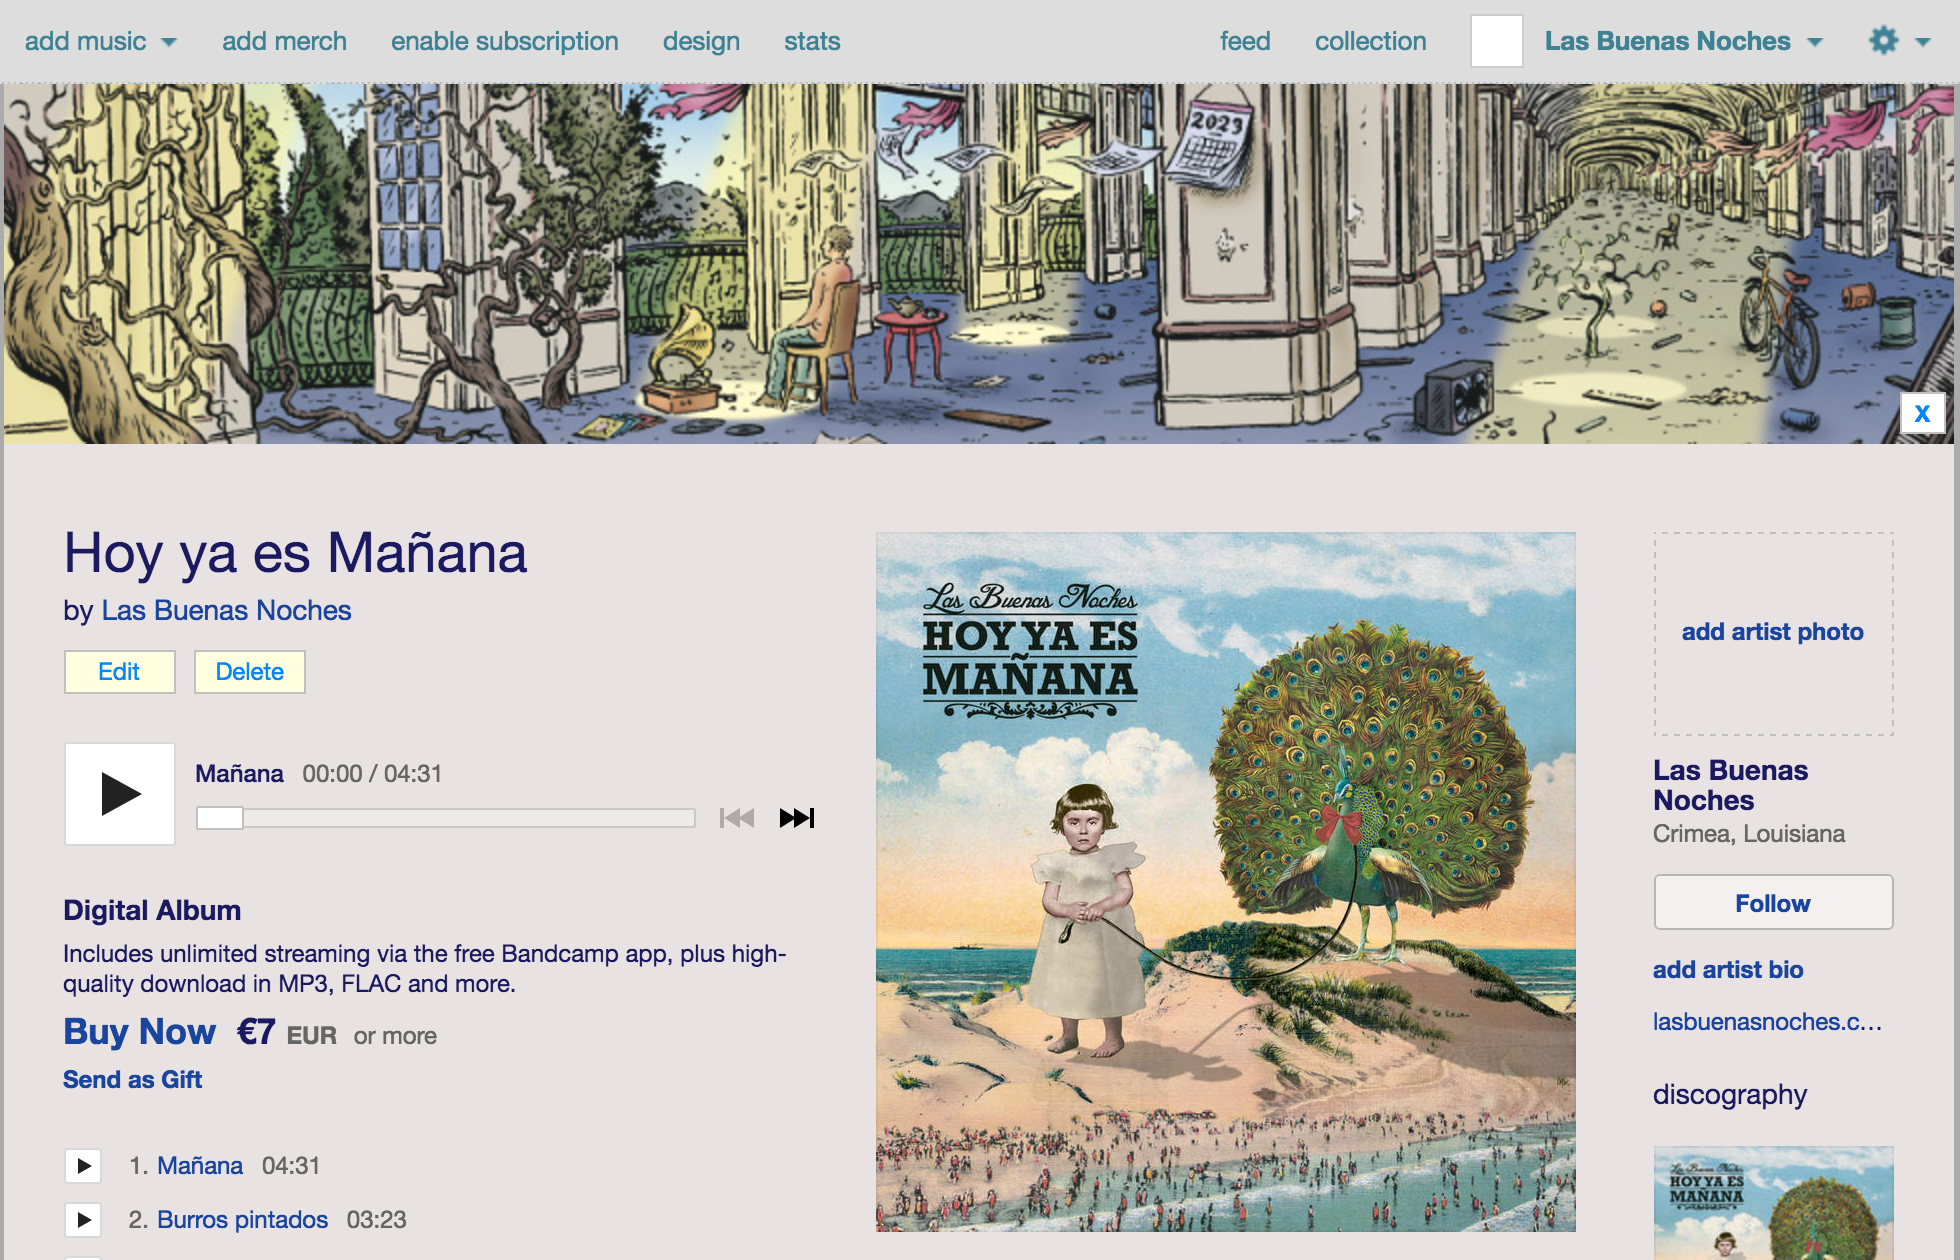 add music
add merch
enable subscription
design
stats
feed
collection
Las Buenas Noches
2023
X
Hoy ya es Mañana
by Las Buenas Noches
Edit
Delete
Mañana 00:00 / 04:31
Digital Album
Includes unlimited streaming via the free Bandcamp app, plus high-
quality download in MP3, FLAC and more.
Buy Now €7 EUR or more
Send as Gift
1. Mañana 04:31
2. Burros pintados 03:23
Las Buenas Noches
HOY YA ES
MAÑANA
add artist photo
Las Buenas
Noches
Crimea, Louisiana
Follow
add artist bio
lasbuenasnoches.c...
discography
Las Buenas Noches
HOY YA ES
MAÑANA